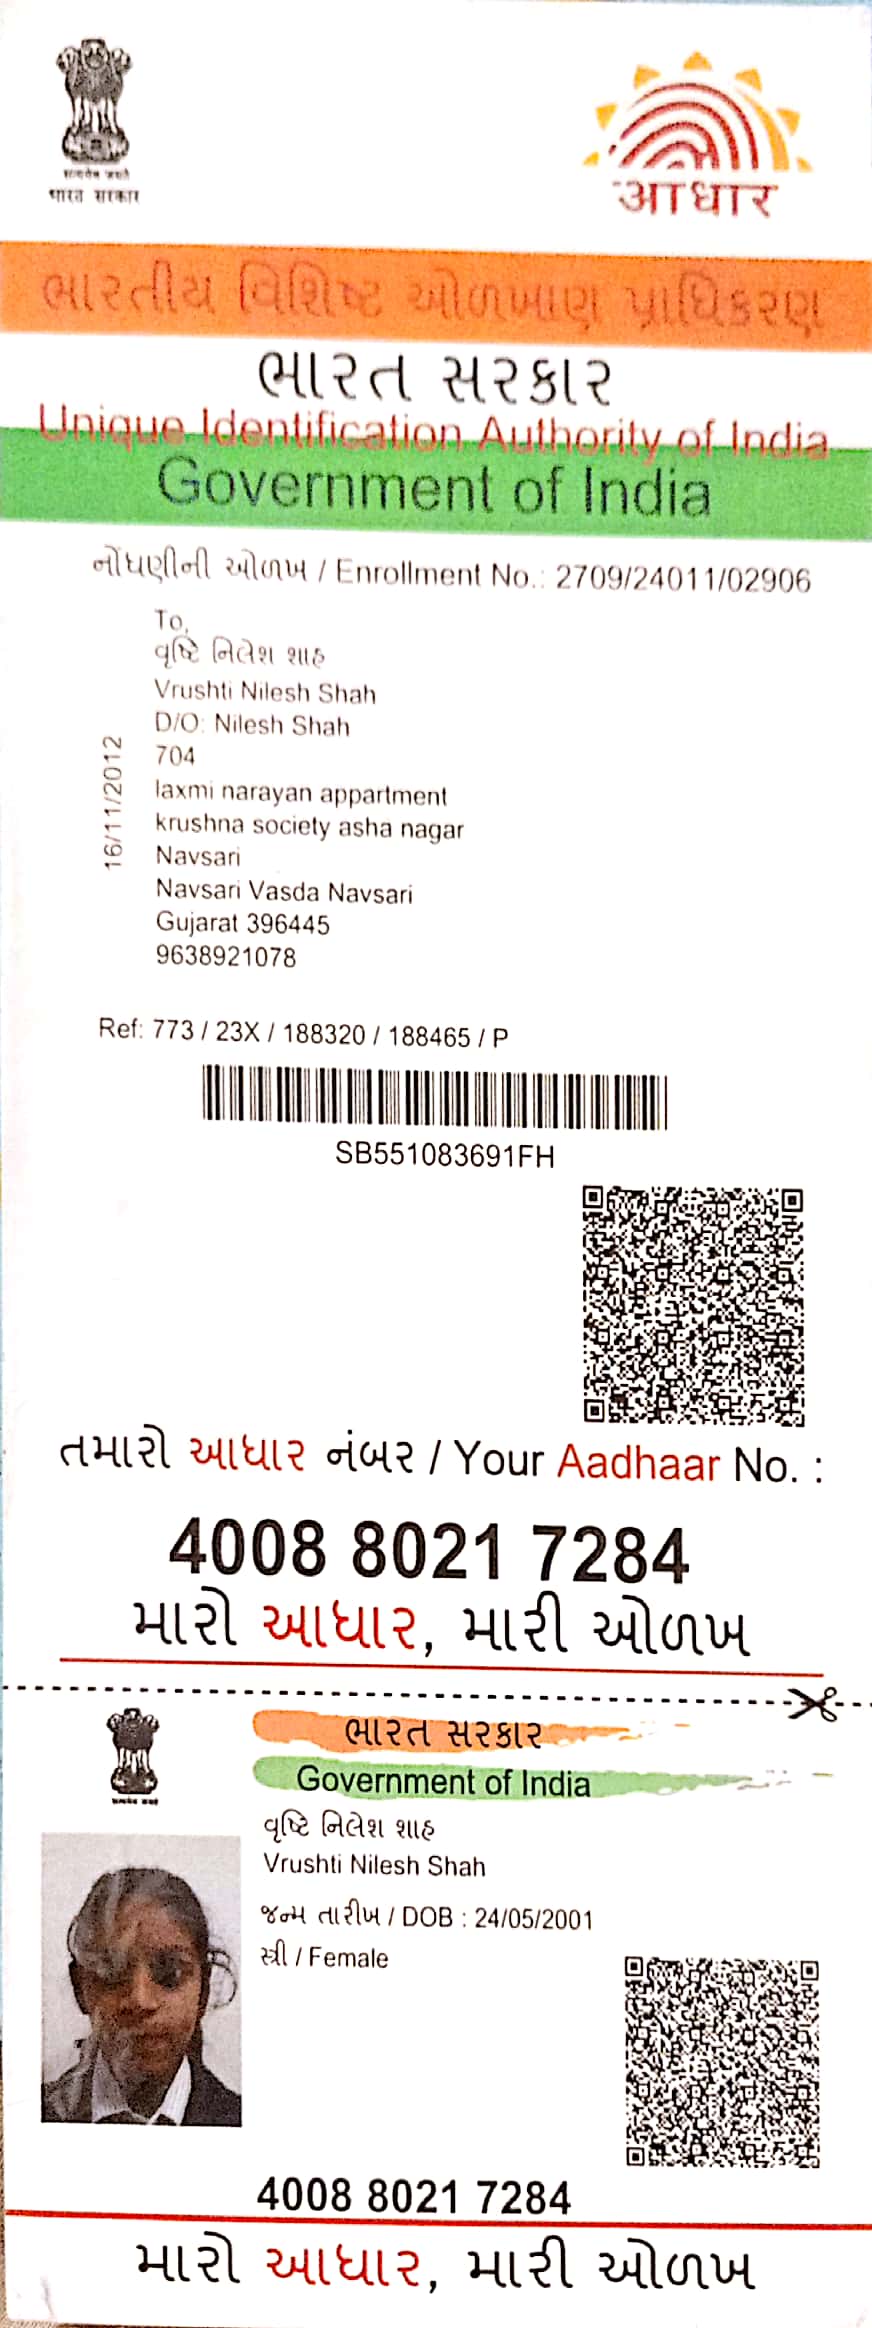 सत्यमेव जयते
भारत सरकार
आधार
ભારતીય વિશિષ્ટ ઓળખાણ પ્રાધિકરણ
ભારત સરકાર
Unique Identification Authority of India
Government of India
નોંધણીની ઓળખ / Enrollment No.: 2709/24011/02906
To,
વૃષ્ટિ નિલેશ શાહ
Vrushti Nilesh Shah
D/O: Nilesh Shah
704
laxmi narayan appartment
krushna society asha nagar
Navsari
Navsari Vasda Navsari
Gujarat 396445
9638921078
16/11/2012
Ref: 773 / 23X / 188320 / 188465 / P
SB551083691FH
તમારો આધાર નંબર / Your Aadhaar No. :
4008 8021 7284
મારો આધાર, મારી ઓળખ
ભારત સરકાર
Government of India
વૃષ્ટિ નિલેશ શાહ
Vrushti Nilesh Shah
જન્મ તારીખ / DOB : 24/05/2001
સ્ત્રી / Female
4008 8021 7284
મારો આધાર, મારી ઓળખ